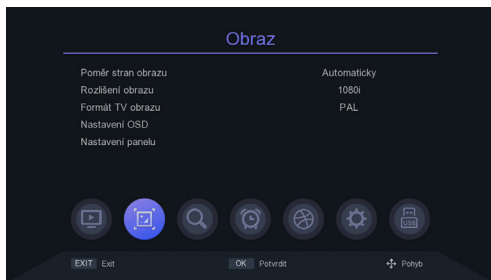 Obraz
Poměr stran obrazu Automaticky
Rozlišení obrazu 1080i
Formát TV obrazu PAL
Nastavení OSD
Nastavení panelu
USB
EXIT Exit OK Potvrdit Pohyb